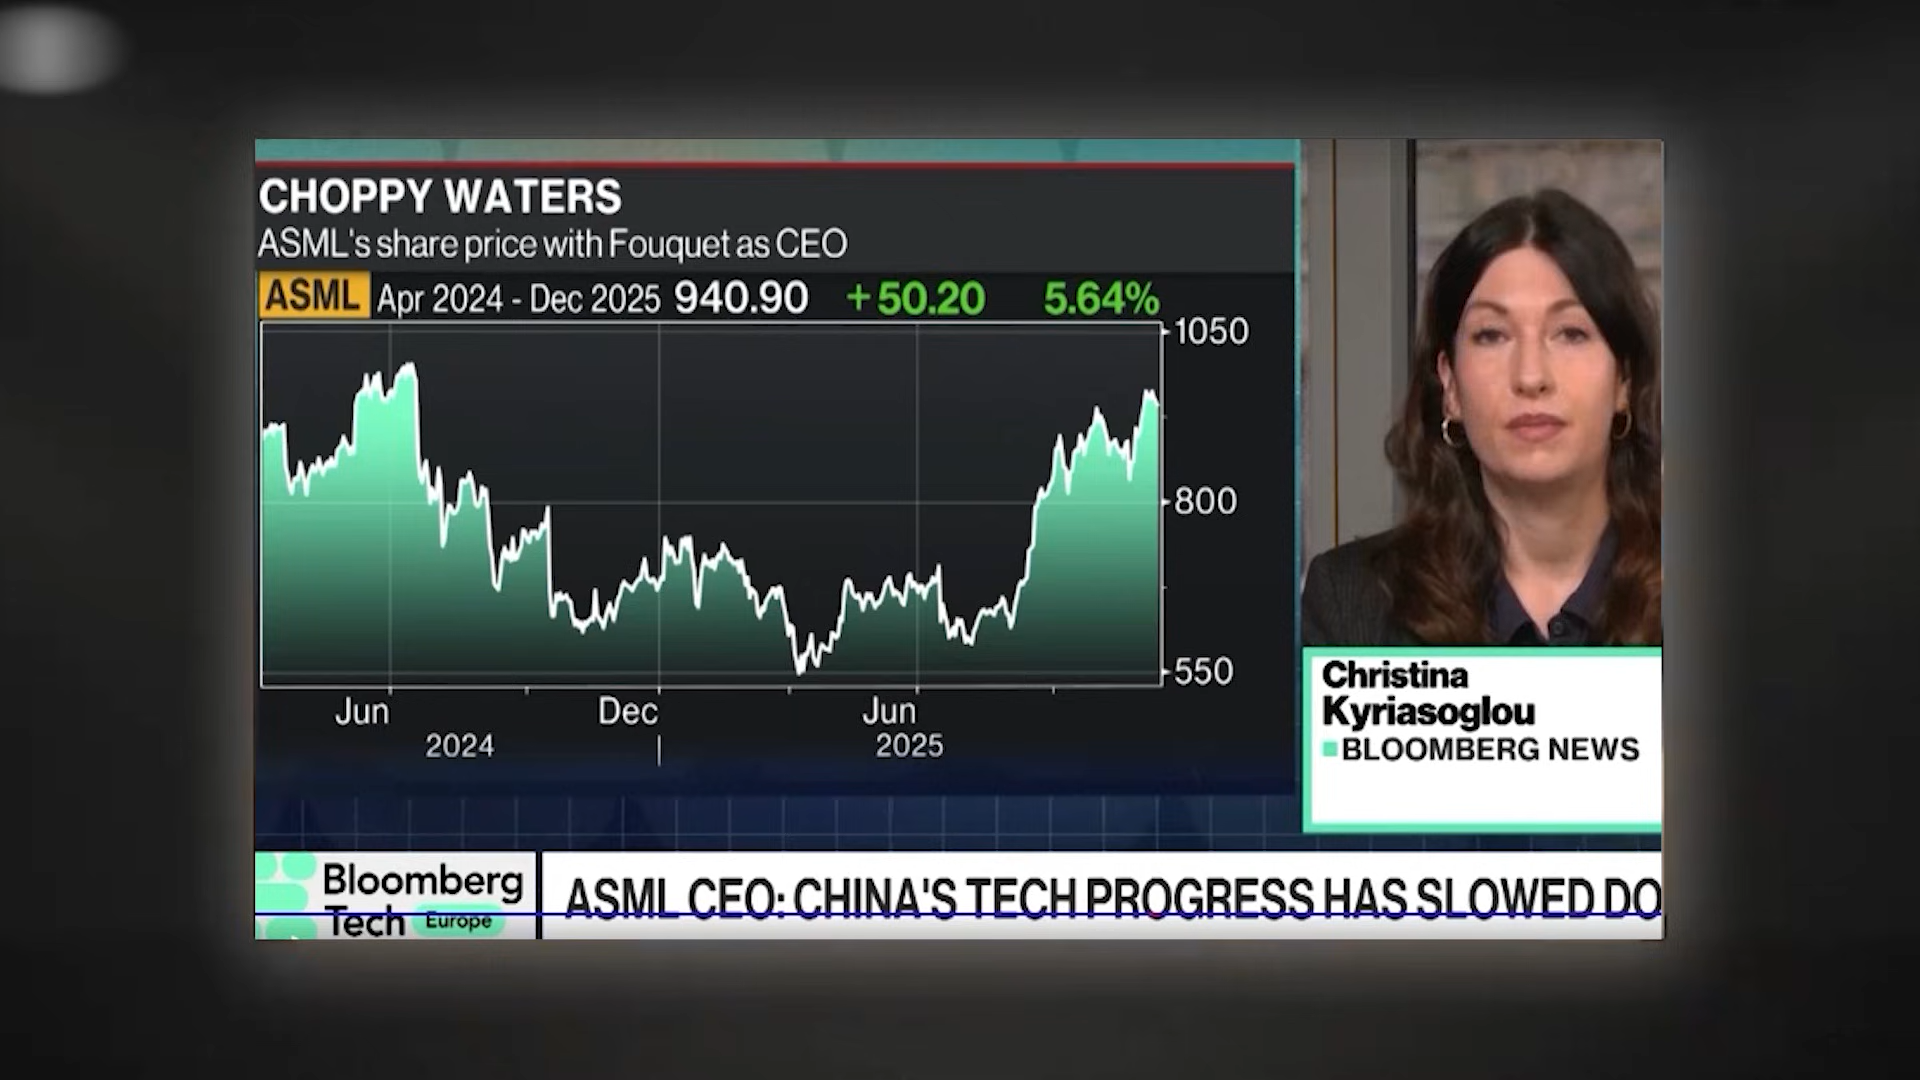 CHOPPY WATERS
ASML's share price with Fouquet as CEO
ASML Apr 2024 - Dec 2025 940.90 +50.20 5.64%
1050
800
550
Jun Dec Jun
2024 2025
Christina
Kyriasoglou
BLOOMBERG NEWS
Bloomberg
Tech Europe
ASML CEO: CHINA'S TECH PROGRESS HAS SLOWED DO